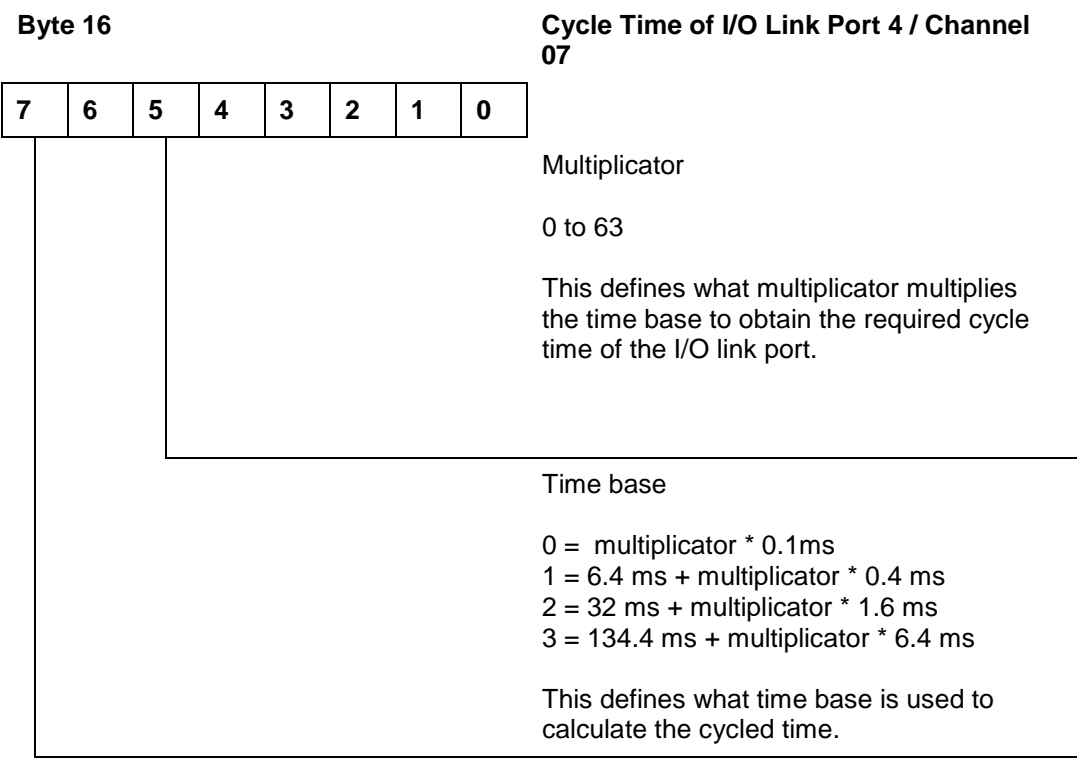 Byte 16
Cycle Time of I/O Link Port 4 / Channel
07
7 6 5 4 3 2 1 0
Multiplicator
0 to 63
This defines what multiplicator multiplies
the time base to obtain the required cycle
time of the I/O link port.
Time base
0 =  multiplicator * 0.1ms
1 = 6.4 ms + multiplicator * 0.4 ms
2 = 32 ms + multiplicator * 1.6 ms
3 = 134.4 ms + multiplicator * 6.4 ms
This defines what time base is used to
calculate the cycled time.